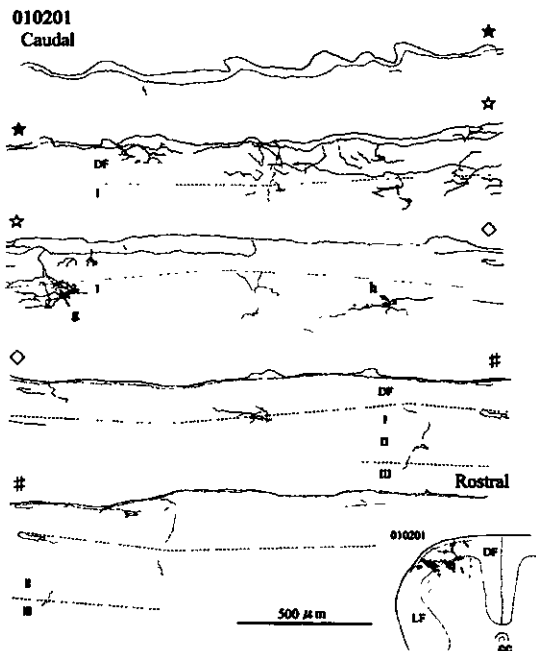 010201
Caudal
★
★
☆
DF
I
☆
◇
I
h
g
◇
#
DF
I
II
III
#
Rostral
010201
DF
II
III
500 μm
LF
CC